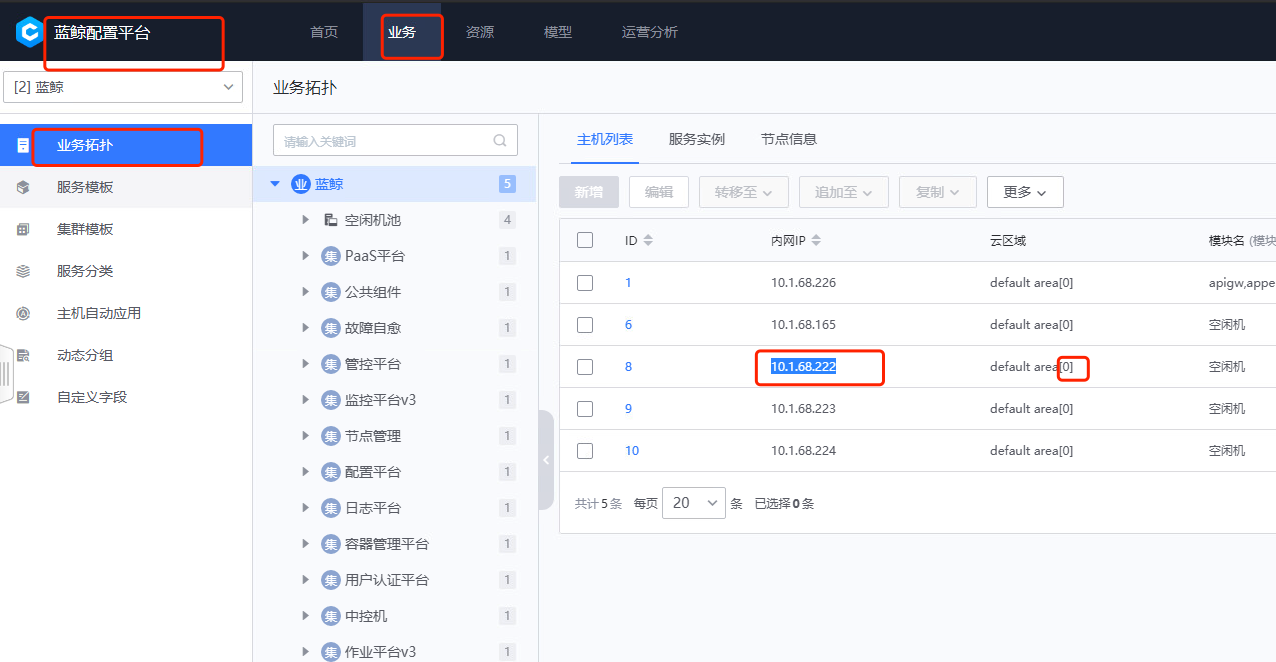 蓝鲸配置平台
首页
业务
资源
模型
运营分析
[2] 蓝鲸
业务拓扑
服务模板
集群模板
服务分类
主机自动应用
动态分组
自定义字段
业务拓扑
请输入关键词
业 蓝鲸 5
空闲机池 4
集 PaaS平台 1
集 公共组件 1
集 故障自愈 1
集 管控平台 1
集 监控平台v3 1
集 节点管理 1
集 配置平台 1
集 日志平台 1
集 容器管理平台 1
集 用户认证平台 1
集 中控机 1
集 作业平台v3 1
主机列表 服务实例 节点信息
新增 编辑 转移至 追加至 复制 更多
ID 内网IP 云区域 模块名 (模块
1 10.1.68.226 default area[0] apigw,appe
6 10.1.68.165 default area[0] 空闲机
8 10.1.68.222 default area[0] 空闲机
9 10.1.68.223 default area[0] 空闲机
10 10.1.68.224 default area[0] 空闲机
共计 5 条 每页 20 条 已选择 0 条